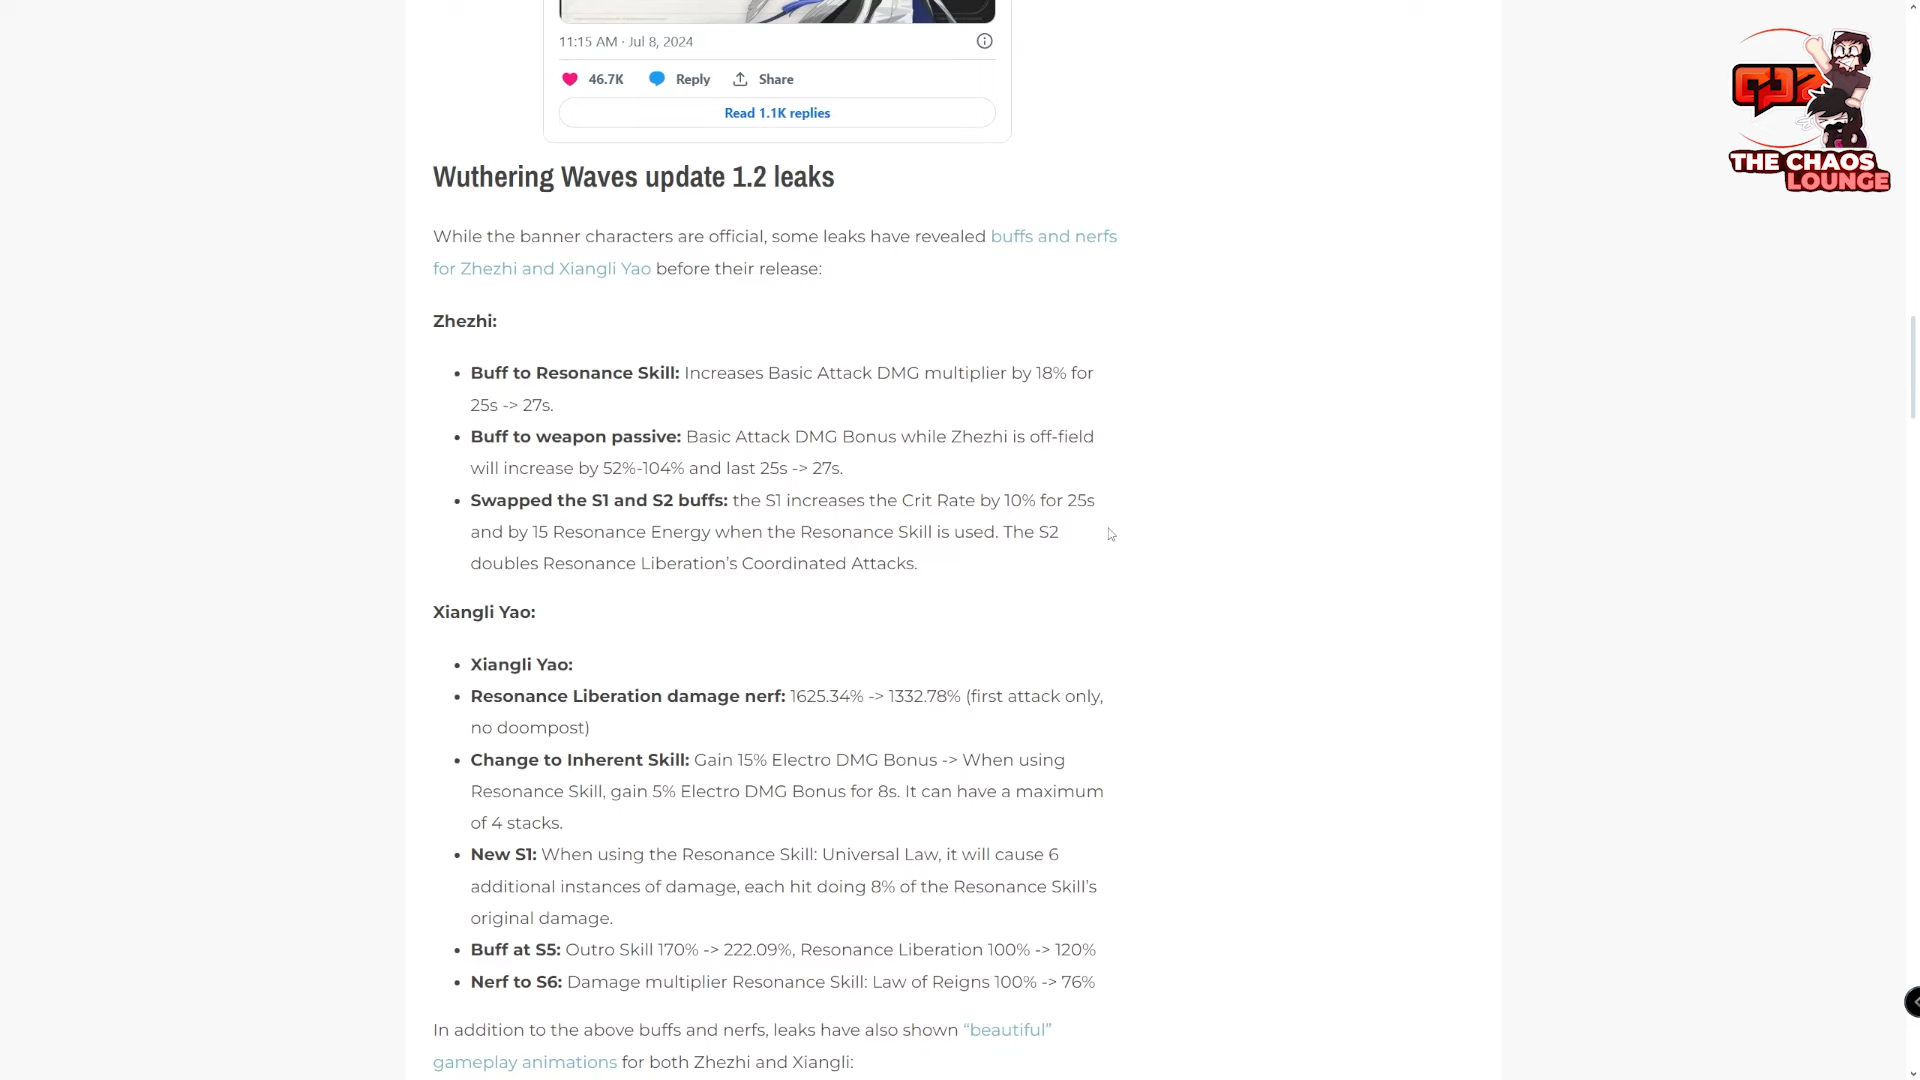 11:15 AM · Jul 8, 2024
46.7K Reply Share
Read 1.1K replies
THE CHAOS
LOUNGE
Wuthering Waves update 1.2 leaks
While the banner characters are official, some leaks have revealed buffs and nerfs
for Zhezhi and Xiangli Yao before their release:
Zhezhi:
• Buff to Resonance Skill: Increases Basic Attack DMG multiplier by 18% for
25s -> 27s.
• Buff to weapon passive: Basic Attack DMG Bonus while Zhezhi is off-field
will increase by 52%-104% and last 25s -> 27s.
• Swapped the S1 and S2 buffs: the S1 increases the Crit Rate by 10% for 25s
and by 15 Resonance Energy when the Resonance Skill is used. The S2
doubles Resonance Liberation’s Coordinated Attacks.
Xiangli Yao:
• Xiangli Yao:
• Resonance Liberation damage nerf: 1625.34% -> 1332.78% (first attack only,
no doompost)
• Change to Inherent Skill: Gain 15% Electro DMG Bonus -> When using
Resonance Skill, gain 5% Electro DMG Bonus for 8s. It can have a maximum
of 4 stacks.
• New S1: When using the Resonance Skill: Universal Law, it will cause 6
additional instances of damage, each hit doing 8% of the Resonance Skill’s
original damage.
• Buff at S5: Outro Skill 170% -> 222.09%, Resonance Liberation 100% -> 120%
• Nerf to S6: Damage multiplier Resonance Skill: Law of Reigns 100% -> 76%
In addition to the above buffs and nerfs, leaks have also shown “beautiful”
gameplay animations for both Zhezhi and Xiangli: